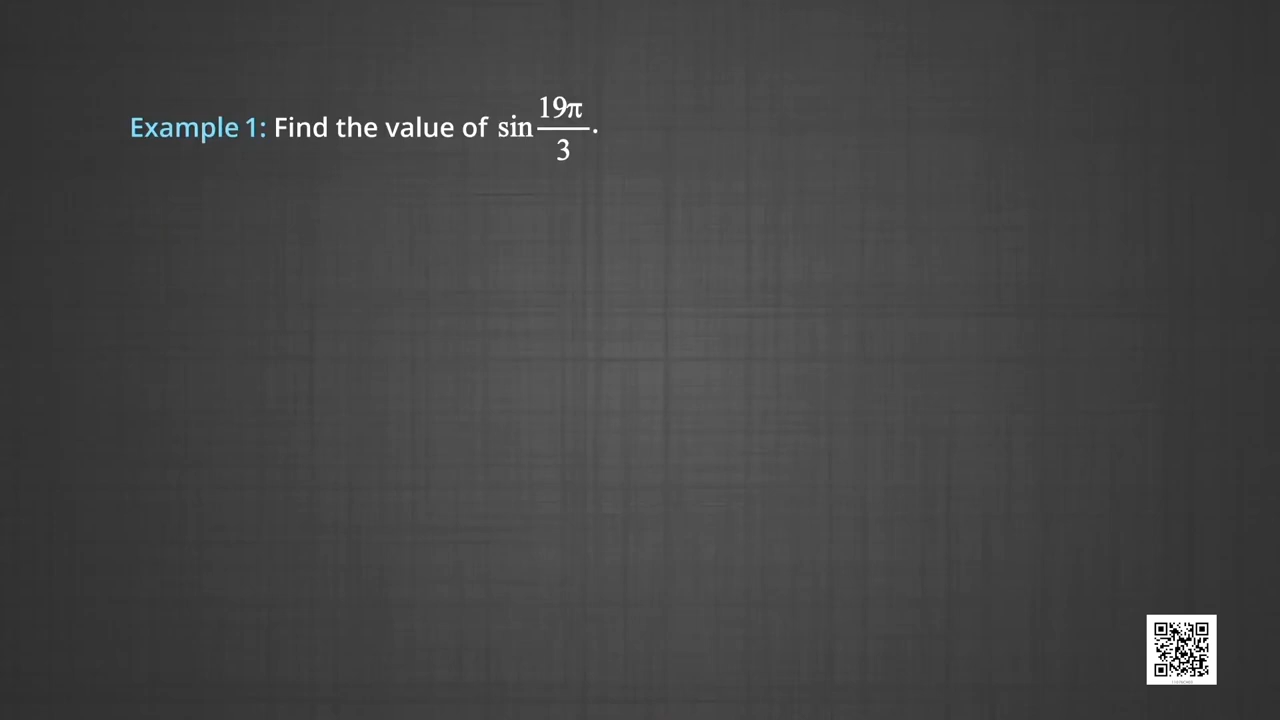 Example 1: Find the value of sin 19π/3.